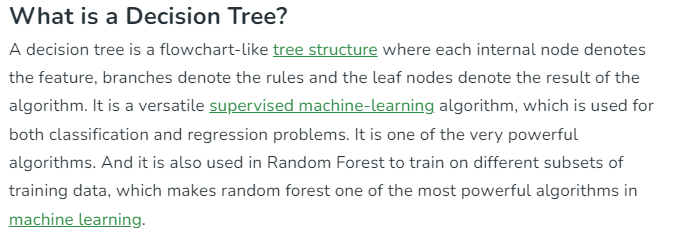 What is a Decision Tree?
A decision tree is a flowchart-like tree structure where each internal node denotes
the feature, branches denote the rules and the leaf nodes denote the result of the
algorithm. It is a versatile supervised machine-learning algorithm, which is used for
both classification and regression problems. It is one of the very powerful
algorithms. And it is also used in Random Forest to train on different subsets of
training data, which makes random forest one of the most powerful algorithms in
machine learning.